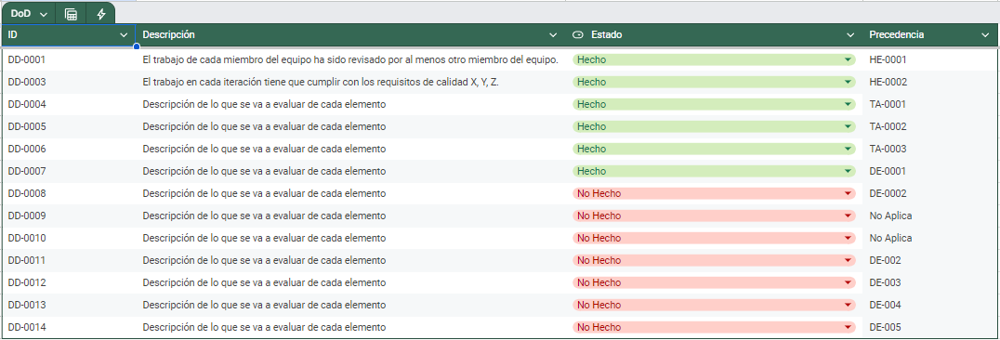 DoD
ID Descripción Estado Precedencia
DD-0001 El trabajo de cada miembro del equipo ha sido revisado por al menos otro miembro del equipo. Hecho HE-0001
DD-0003 El trabajo en cada iteración tiene que cumplir con los requisitos de calidad X, Y, Z. Hecho HE-0002
DD-0004 Descripción de lo que se va a evaluar de cada elemento Hecho TA-0001
DD-0005 Descripción de lo que se va a evaluar de cada elemento Hecho TA-0002
DD-0006 Descripción de lo que se va a evaluar de cada elemento Hecho TA-0003
DD-0007 Descripción de lo que se va a evaluar de cada elemento Hecho DE-0001
DD-0008 Descripción de lo que se va a evaluar de cada elemento No Hecho DE-0002
DD-0009 Descripción de lo que se va a evaluar de cada elemento No Hecho No Aplica
DD-0010 Descripción de lo que se va a evaluar de cada elemento No Hecho No Aplica
DD-0011 Descripción de lo que se va a evaluar de cada elemento No Hecho DE-002
DD-0012 Descripción de lo que se va a evaluar de cada elemento No Hecho DE-003
DD-0013 Descripción de lo que se va a evaluar de cada elemento No Hecho DE-004
DD-0014 Descripción de lo que se va a evaluar de cada elemento No Hecho DE-005